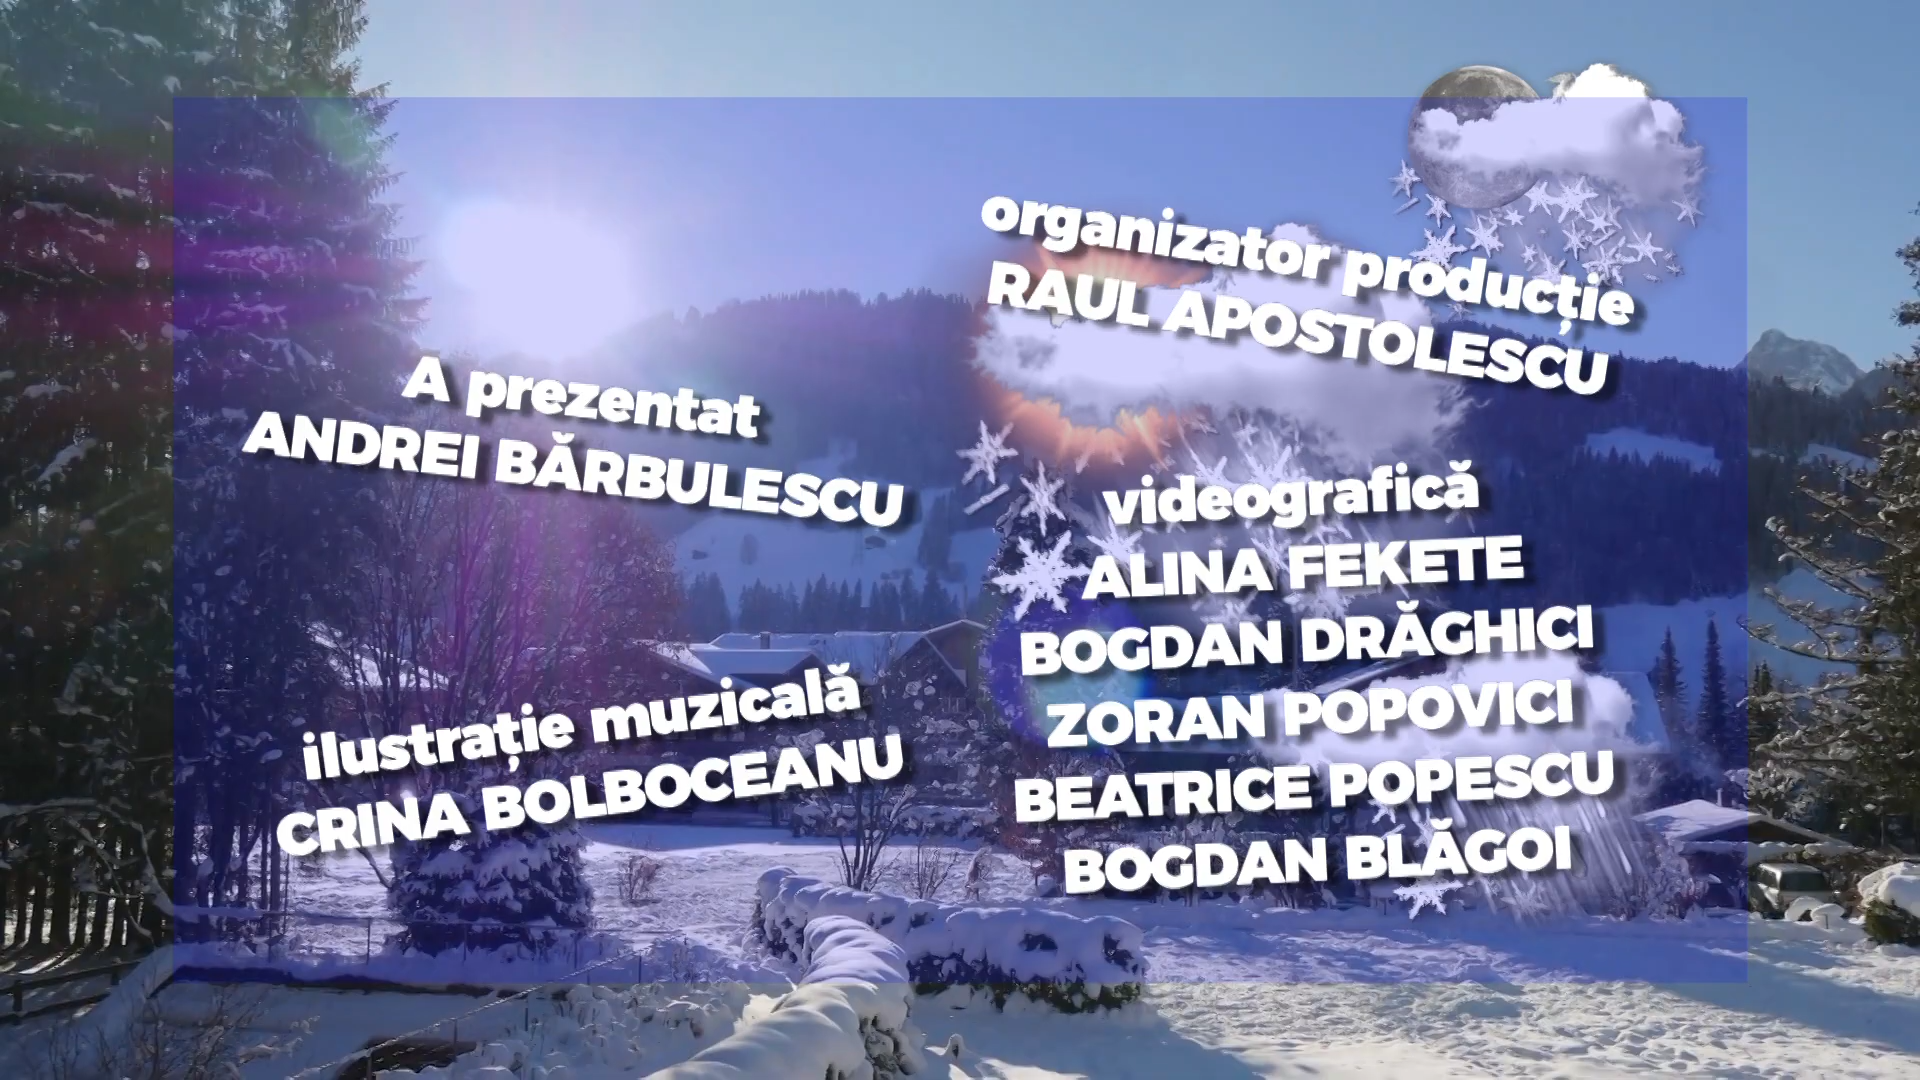 A prezentat
ANDREI BĂRBULESCU
ilustrație muzicală
CRINA BOLBOCEANU
organizator producție
RAUL APOSTOLESCU
videografică
ALINA FEKETE
BOGDAN DRĂGHICI
ZORAN POPOVICI
BEATRICE POPESCU
BOGDAN BLĂGOI